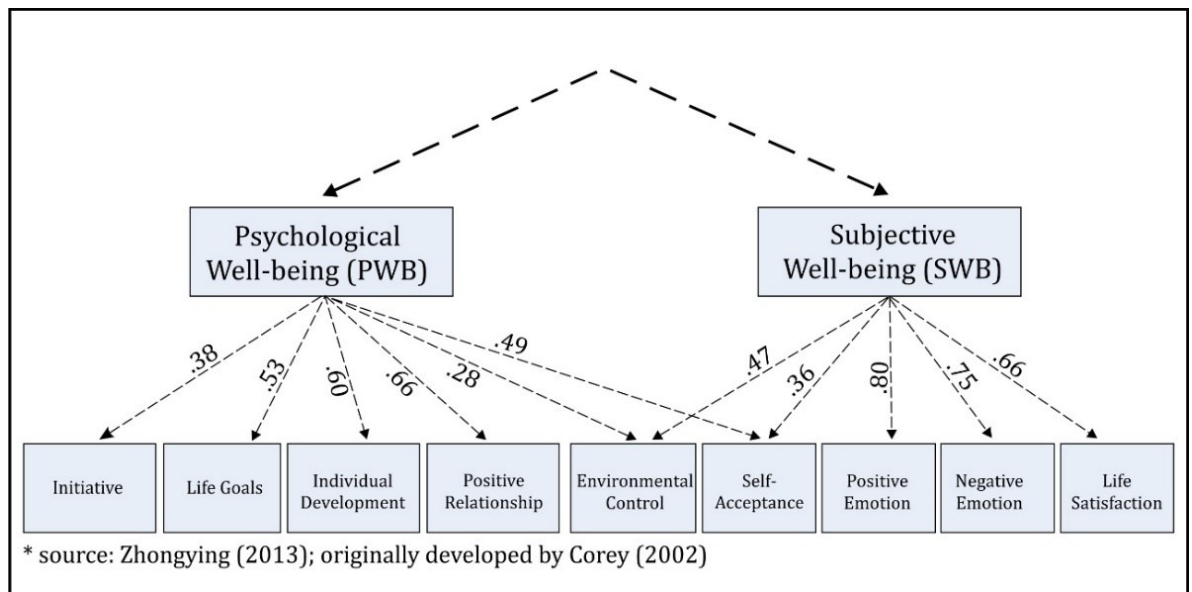 Psychological
Well-being (PWB)
Subjective
Well-being (SWB)
.38
.53
.60
.66
.28
.49
.47
.36
.80
.75
.66
Initiative
Life Goals
Individual
Development
Positive
Relationship
Environmental
Control
Self-
Acceptance
Positive
Emotion
Negative
Emotion
Life
Satisfaction
* source: Zhongying (2013); originally developed by Corey (2002)